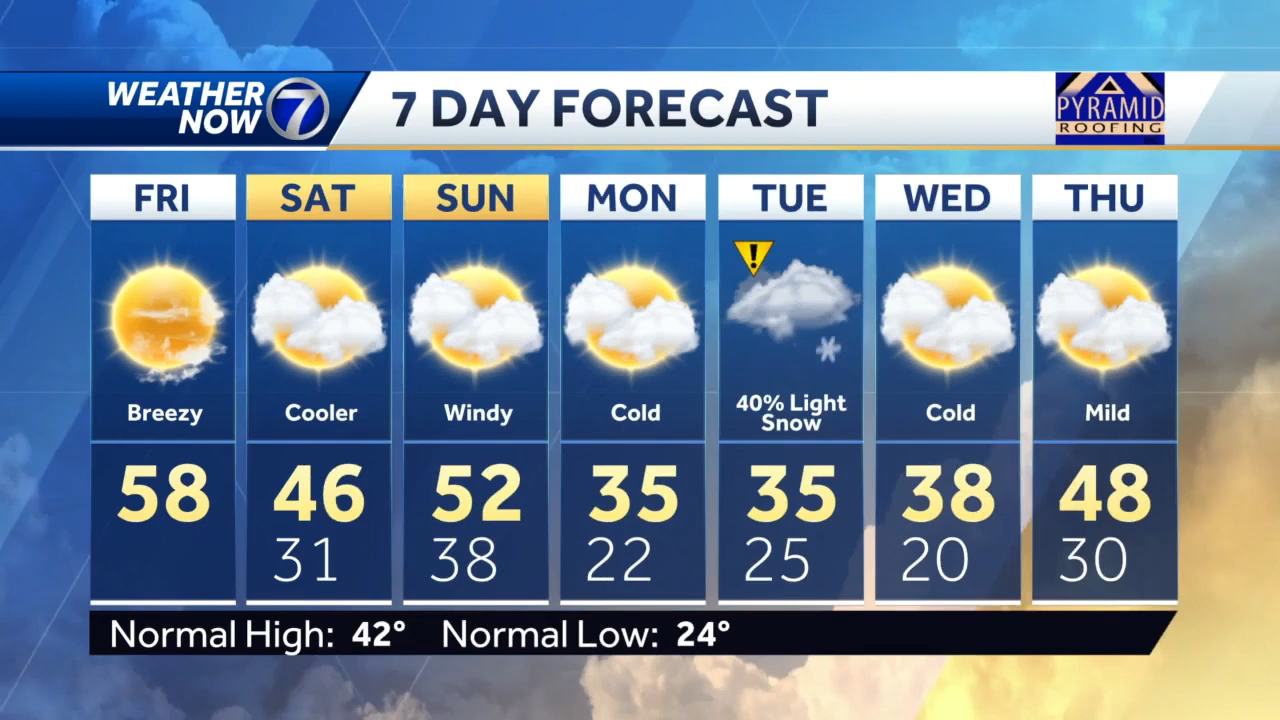 WEATHER
NOW
7
7 DAY FORECAST
PYRAMID
ROOFING
FRI
SAT
SUN
MON
TUE
WED
THU
!
Breezy
Cooler
Windy
Cold
40% Light
Snow
Cold
Mild
58
46
52
35
35
38
48
31
38
22
25
20
30
Normal High: 42° Normal Low: 24°